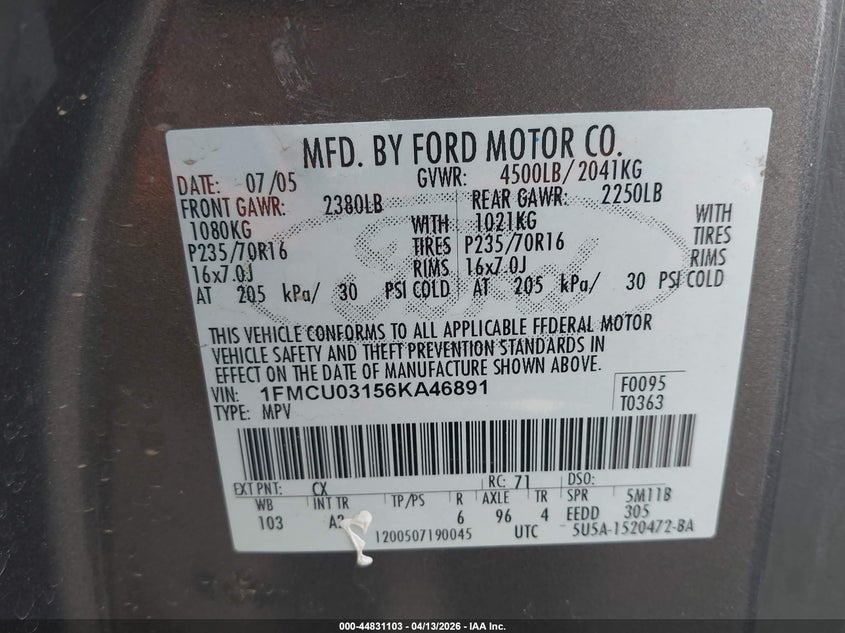 MFD. BY FORD MOTOR CO.
DATE: 07/05 GVWR: 4500LB/2041KG
FRONT GAWR: 2380LB REAR GAWR: 2250LB
1080KG WITH 1021KG WITH
P235/70R16 TIRES P235/70R16 TIRES
16x7.0J RIMS 16x7.0J RIMS
AT 205 kPa/ 30 PSI COLD AT 205 kPa/ 30 PSI COLD
THIS VEHICLE CONFORMS TO ALL APPLICABLE FEDERAL MOTOR
VEHICLE SAFETY AND THEFT PREVENTION STANDARDS IN
EFFECT ON THE DATE OF MANUFACTURE SHOWN ABOVE.
VIN: 1FMCU03156KA46891 F0095
TYPE: MPV T0363
EXT PNT: CX RC: 71 DSO:
WB INT TR TP/PS R AXLE TR SPR 5M11B
103 6 96 4 EEDD 305
1200507190045 UTC 5U5A-1520472-BA
000-44831103 - 04/13/2026 - IAA Inc.